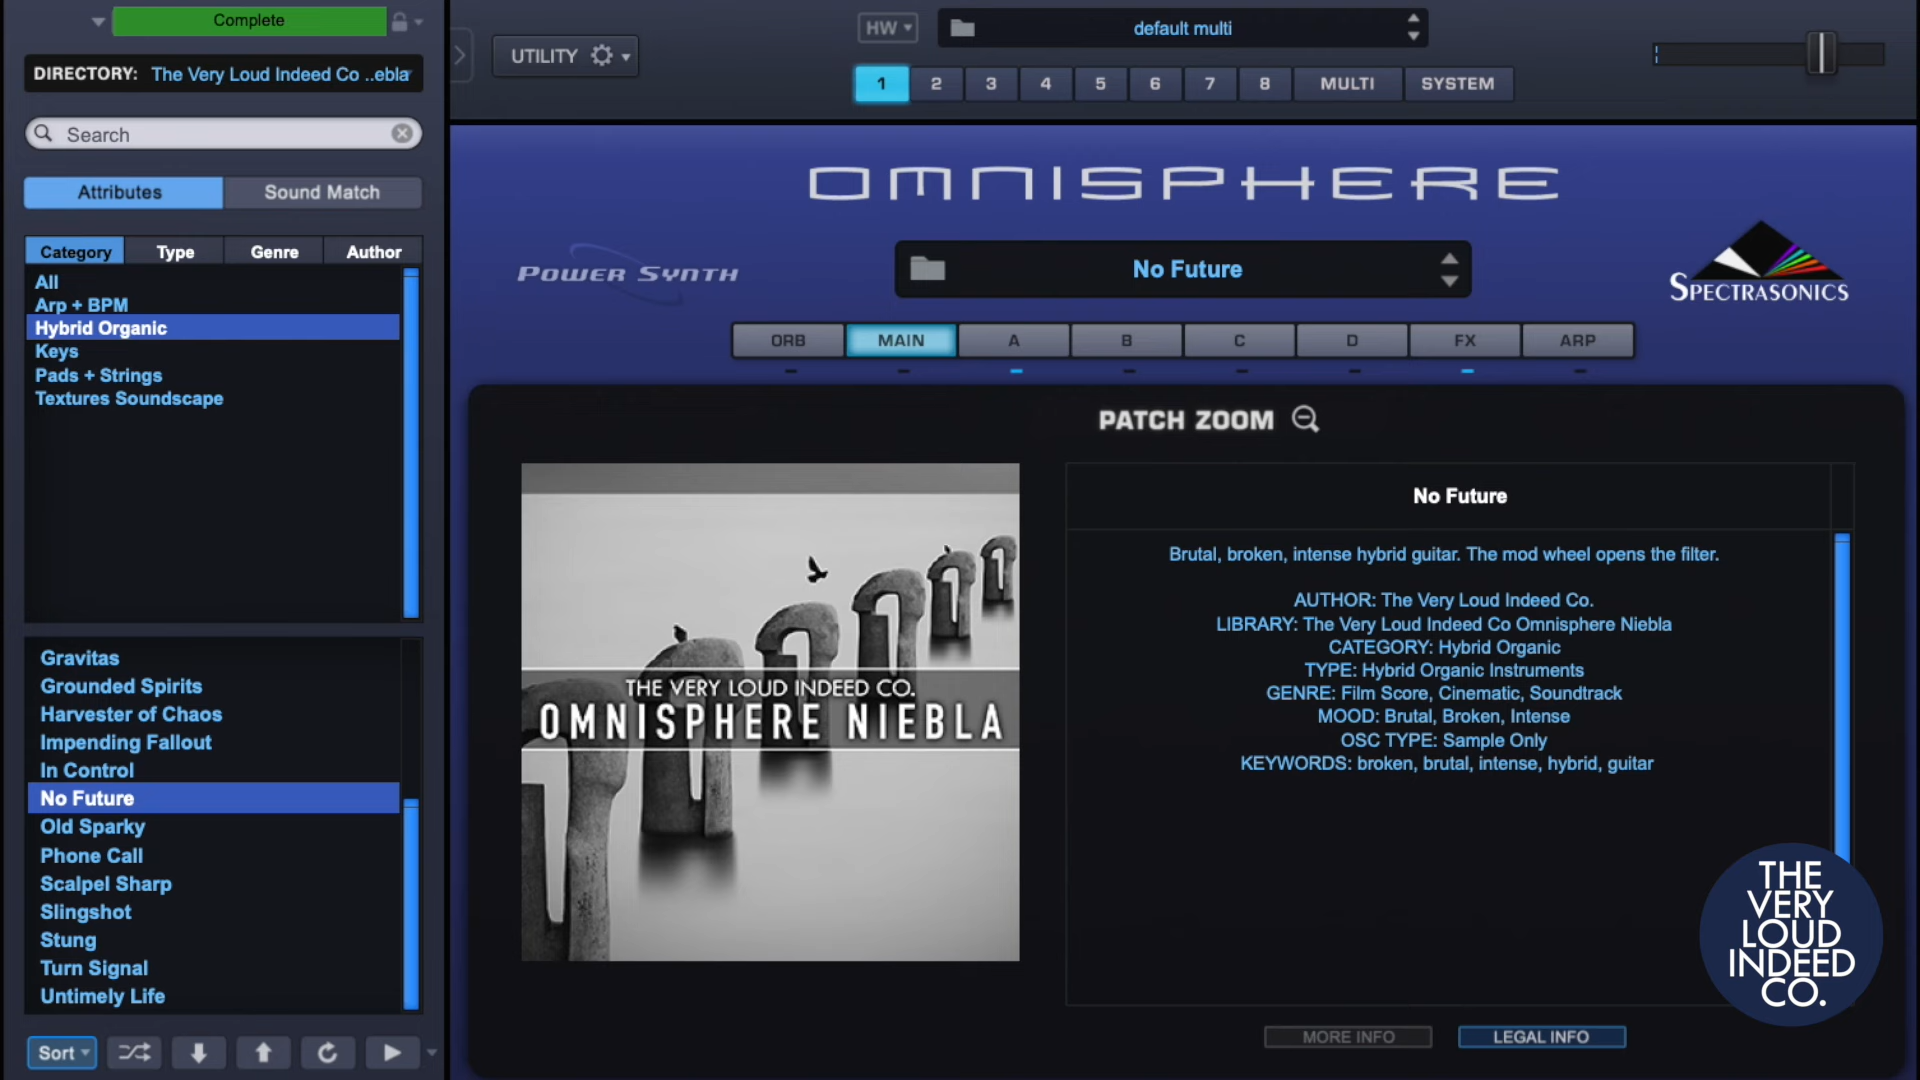 Complete
DIRECTORY: The Very Loud Indeed Co ..ebla
Search
Attributes
Sound Match
Category
Type
Genre
Author
All
Arp + BPM
Hybrid Organic
Keys
Pads + Strings
Textures Soundscape
Gravitas
Grounded Spirits
Harvester of Chaos
Impending Fallout
In Control
No Future
Old Sparky
Phone Call
Scalpel Sharp
Slingshot
Stung
Turn Signal
Untimely Life
Sort
UTILITY
HW
default multi
1 2 3 4 5 6 7 8 MULTI SYSTEM
OMNISPHERE
POWER SYNTH
No Future
SPECTRASONICS
ORB MAIN A B C D FX ARP
PATCH ZOOM
THE VERY LOUD INDEED CO.
OMNISPHERE NIEBLA
No Future
Brutal, broken, intense hybrid guitar. The mod wheel opens the filter.
AUTHOR: The Very Loud Indeed Co.
LIBRARY: The Very Loud Indeed Co Omnisphere Niebla
CATEGORY: Hybrid Organic
TYPE: Hybrid Organic Instruments
GENRE: Film Score, Cinematic, Soundtrack
MOOD: Brutal, Broken, Intense
OSC TYPE: Sample Only
KEYWORDS: broken, brutal, intense, hybrid, guitar
MORE INFO
LEGAL INFO
THE
VERY
LOUD
INDEED
CO.